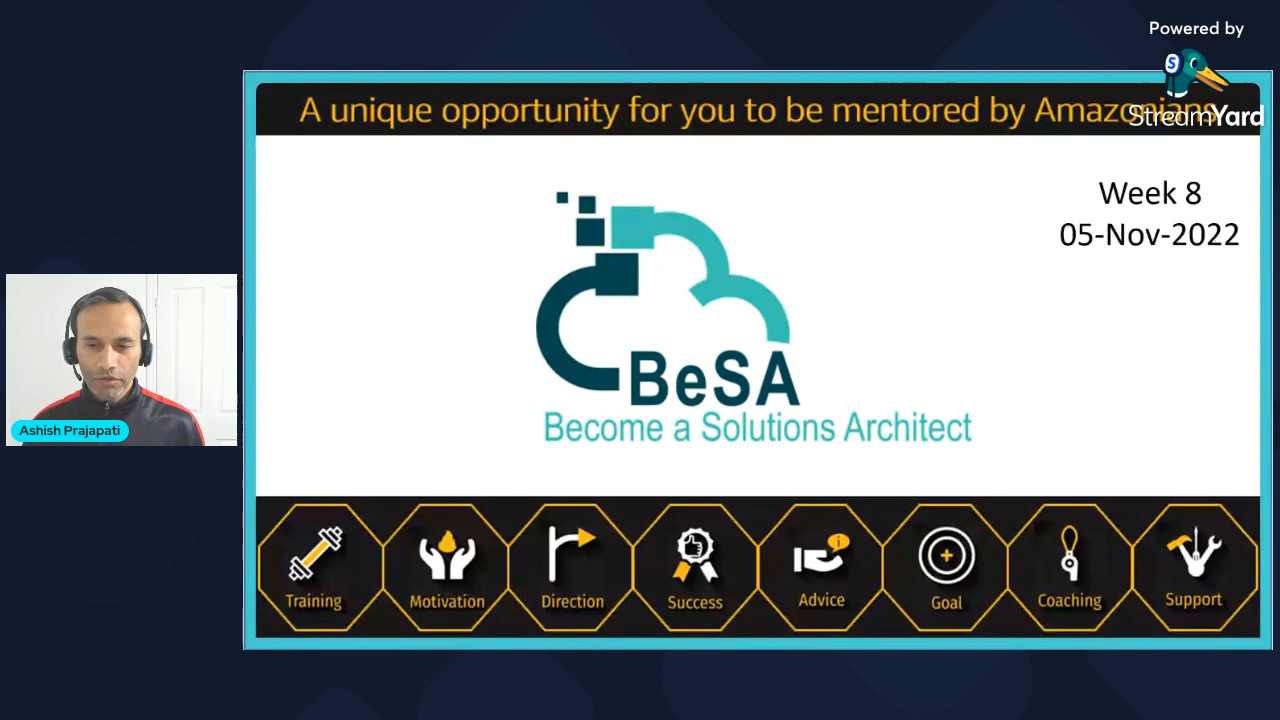 Powered by
StreamYard
A unique opportunity for you to be mentored by Amazonians
Week 8
05-Nov-2022
BeSA
Become a Solutions Architect
Ashish Prajapati
Training
Motivation
Direction
Success
Advice
Goal
Coaching
Support